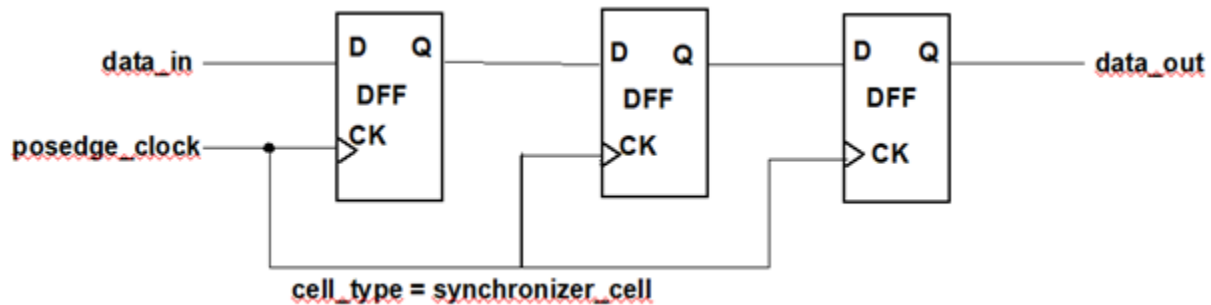 D Q
D Q
D Q
data_in
data_out
DFF
DFF
DFF
posedge_clock
CK
CK
CK
cell_type = synchronizer_cell